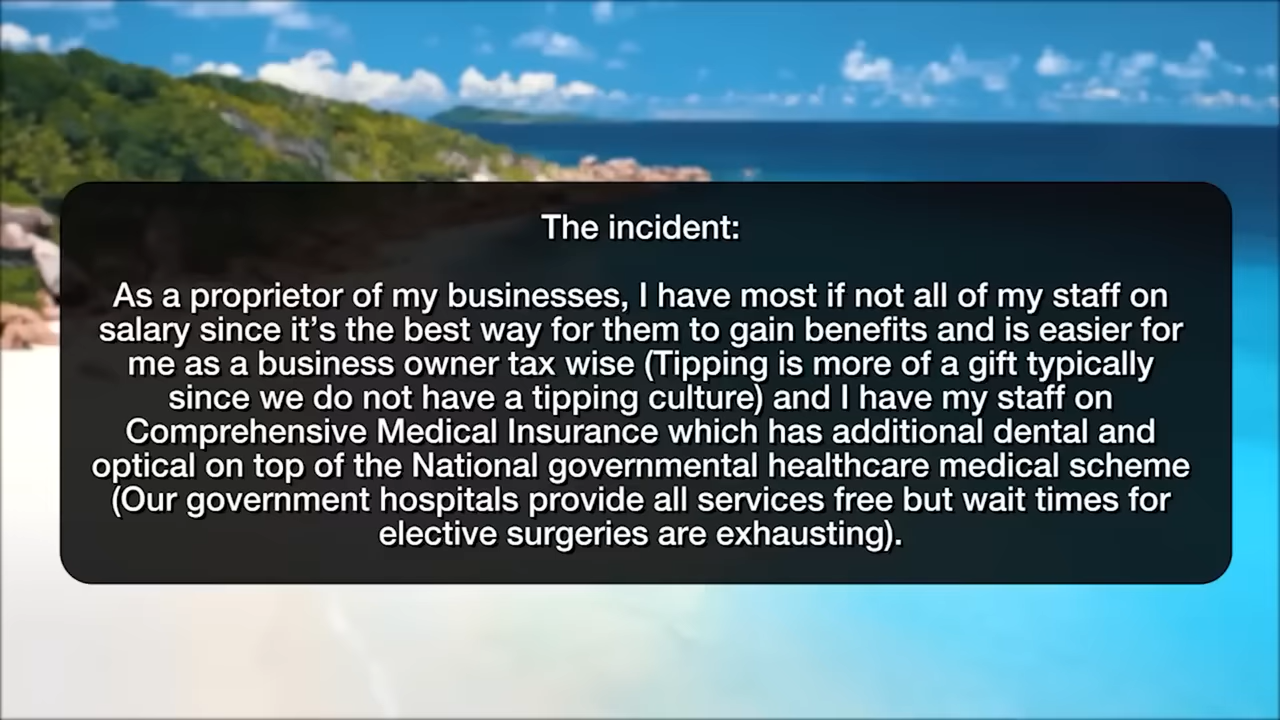 The incident:
As a proprietor of my businesses, I have most if not all of my staff on
salary since it’s the best way for them to gain benefits and is easier for
me as a business owner tax wise (Tipping is more of a gift typically
since we do not have a tipping culture) and I have my staff on
Comprehensive Medical Insurance which has additional dental and
optical on top of the National governmental healthcare medical scheme
(Our government hospitals provide all services free but wait times for
elective surgeries are exhausting).